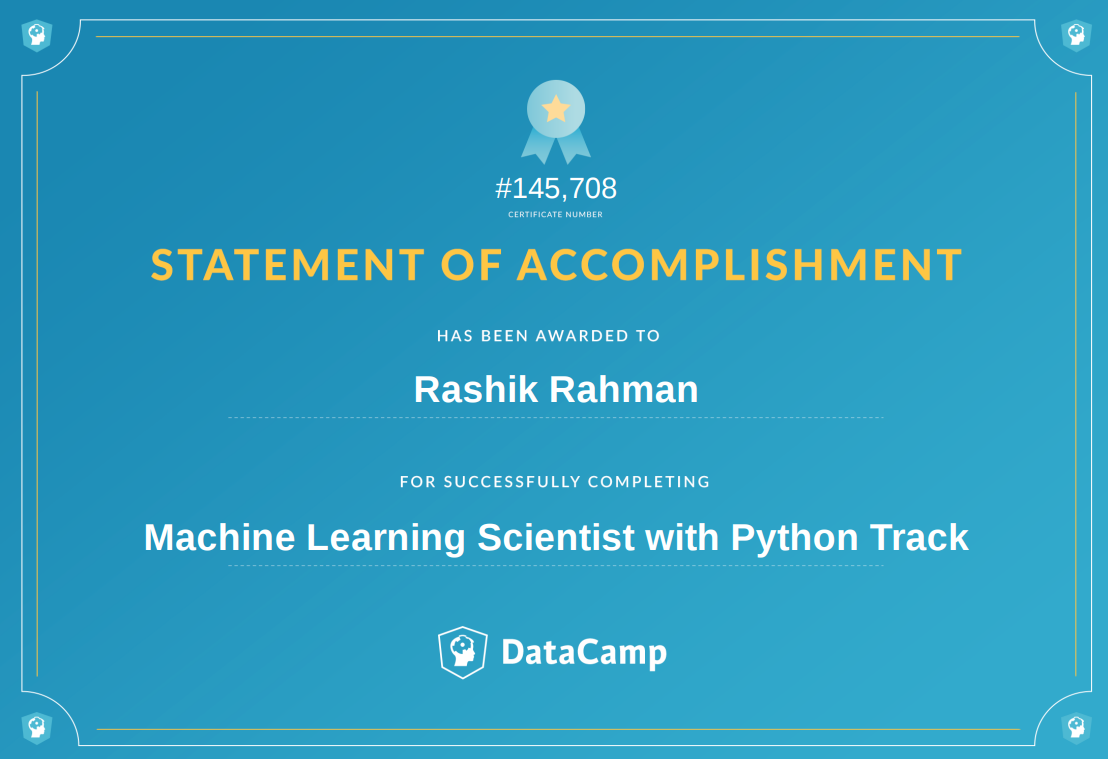 #145,708
CERTIFICATE NUMBER
STATEMENT OF ACCOMPLISHMENT
HAS BEEN AWARDED TO
Rashik Rahman
FOR SUCCESSFULLY COMPLETING
Machine Learning Scientist with Python Track
DataCamp